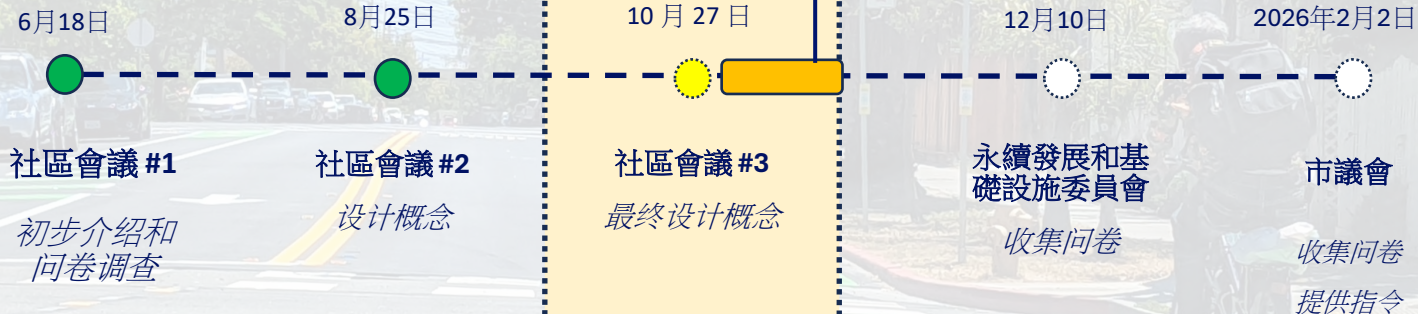 6月18日
8月25日
10 月 27 日
12月10日
2026年2月2日
社區會議 #1
社區會議 #2
社區會議 #3
永續發展和基
礎設施委員會
市議會
初步介绍和
问卷调查
设计概念
最终设计概念
收集问卷
收集问卷
提供指令